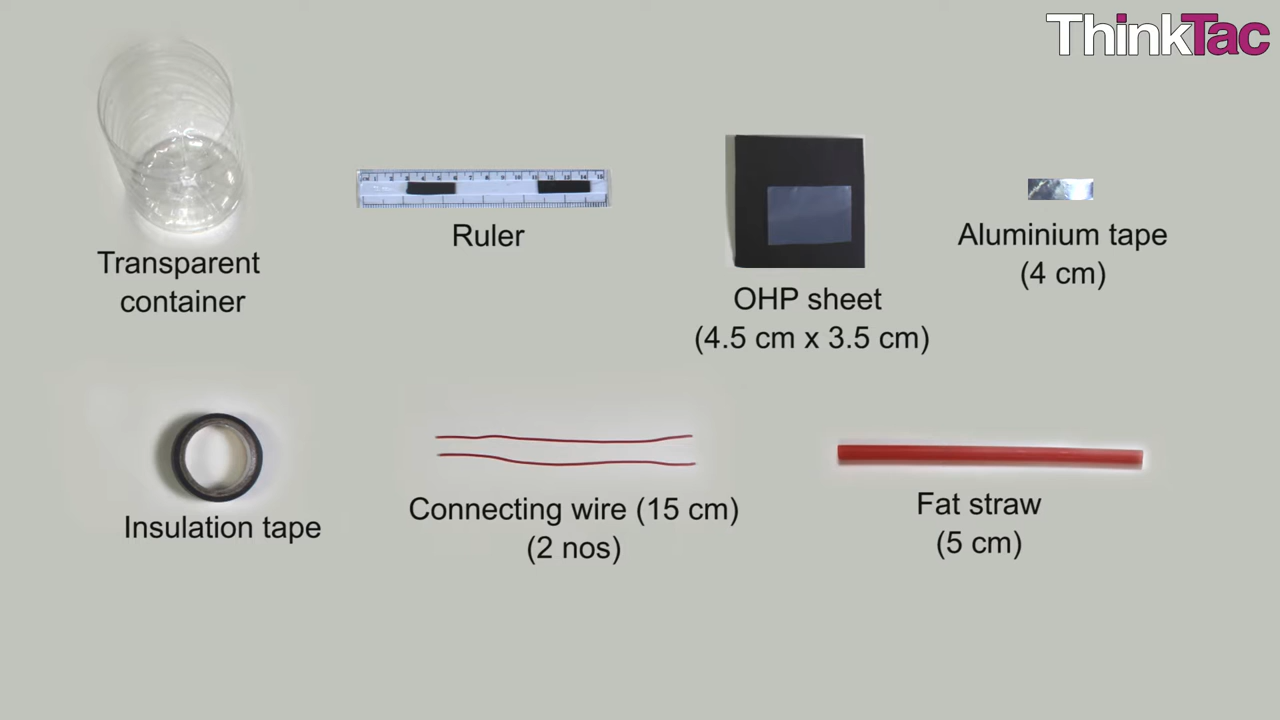 ThinkTac
Transparent
container
Ruler
OHP sheet
(4.5 cm x 3.5 cm)
Aluminium tape
(4 cm)
Insulation tape
Connecting wire (15 cm)
(2 nos)
Fat straw
(5 cm)